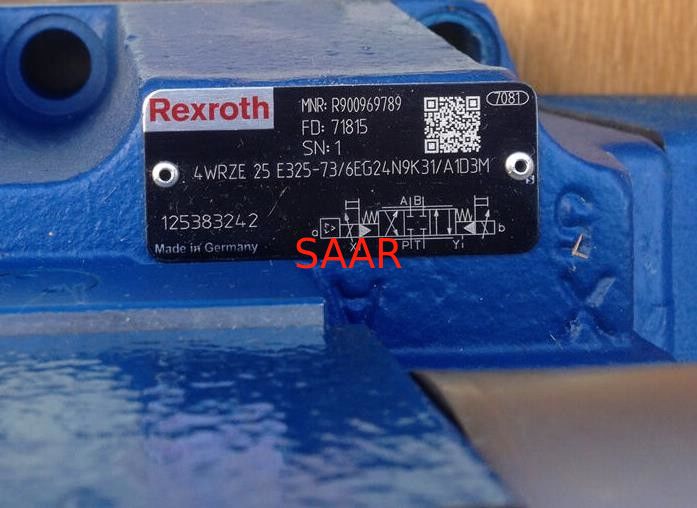 Rexroth
MNR: R900969789
7081
FD: 71815
SN: 1
4WRZE 25 E325-73/6EG24N9K31/A1D3M
125383242
A B
a
b
X
P T
Y
Made in Germany
SAAR